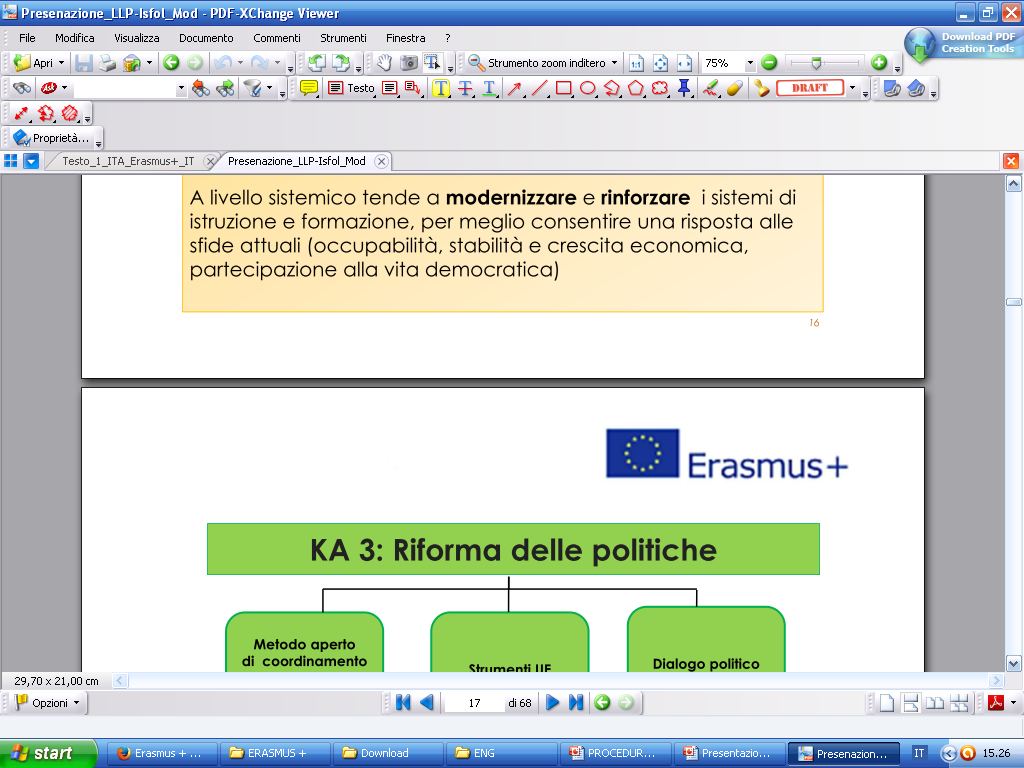 Presenazione_LLP-Isfol_Mod - PDF-XChange Viewer
File Modifica Visualizza Documento Commenti Strumenti Finestra ?
Download PDF
Creation Tools
Apri Strumento zoom inditero 75%
Testo DRAFT
Proprietà...
Testo_1_ITA_Erasmus+_IT Presenazione_LLP-Isfol_Mod
A livello sistemico tende a modernizzare e rinforzare i sistemi di
istruzione e formazione, per meglio consentire una risposta alle
sfide attuali (occupabilità, stabilità e crescita economica,
partecipazione alla vita democratica)
16
Erasmus+
KA 3: Riforma delle politiche
Metodo aperto
di coordinamento
Strumenti UE
Dialogo politico
29,70 x 21,00 cm
Opzioni 17 di 68
start Erasmus + ... ERASMUS + Download ENG PROCEDUR... Presentazio... Presenazion... IT 15.26